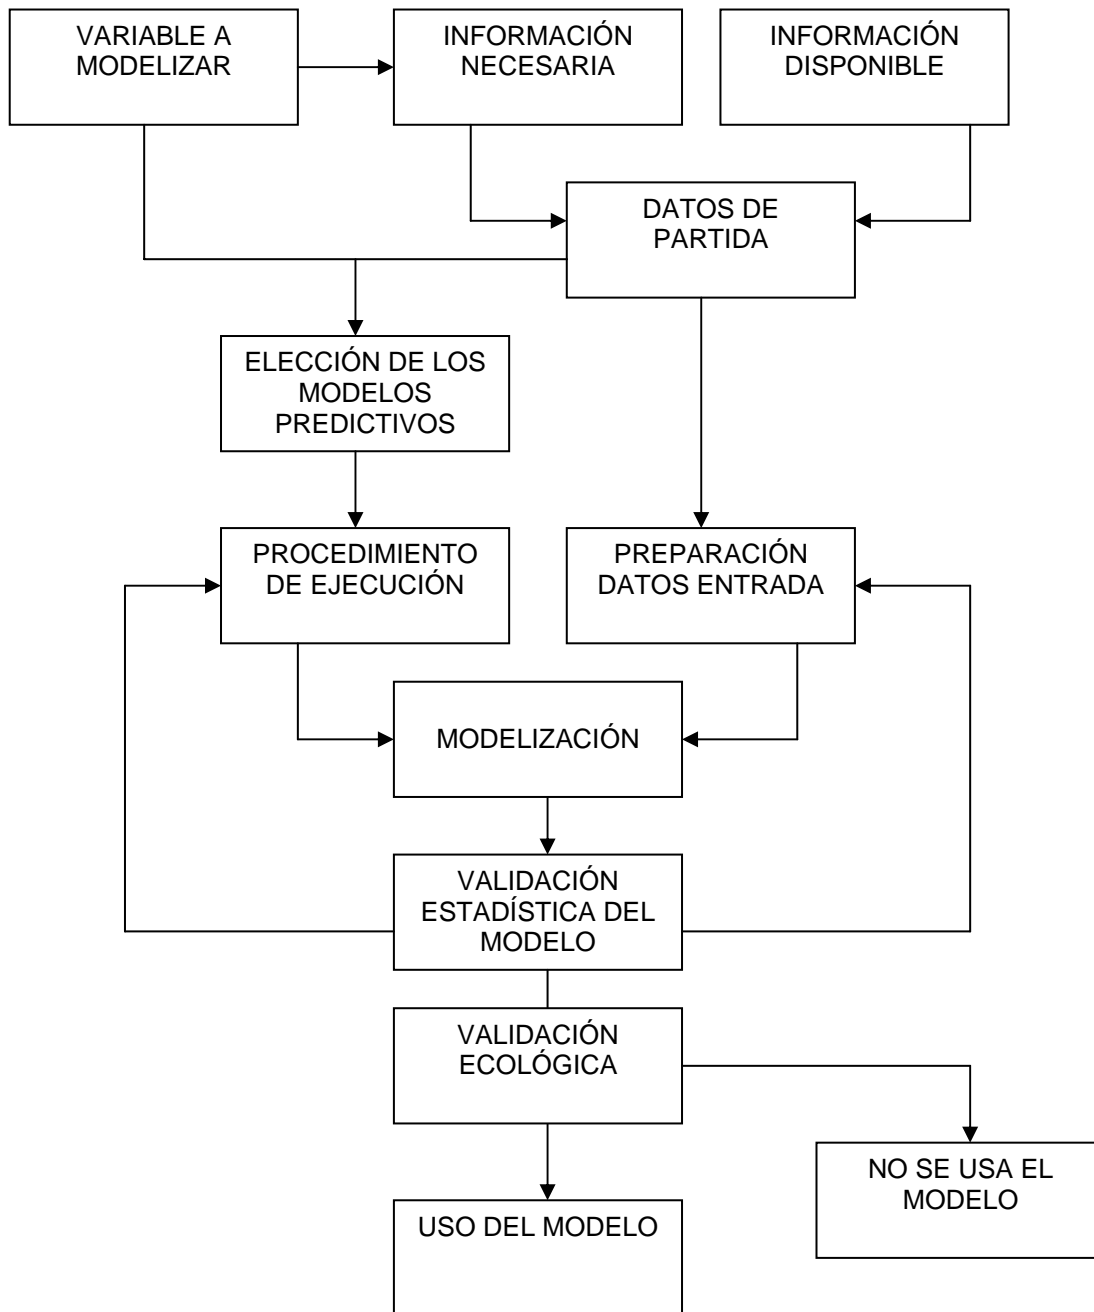 VARIABLE A
MODELIZAR
INFORMACIÓN
NECESARIA
INFORMACIÓN
DISPONIBLE
DATOS DE
PARTIDA
ELECCIÓN DE LOS
MODELOS
PREDICTIVOS
PROCEDIMIENTO
DE EJECUCIÓN
PREPARACIÓN
DATOS ENTRADA
MODELIZACIÓN
VALIDACIÓN
ESTADÍSTICA DEL
MODELO
VALIDACIÓN
ECOLÓGICA
NO SE USA EL
MODELO
USO DEL MODELO